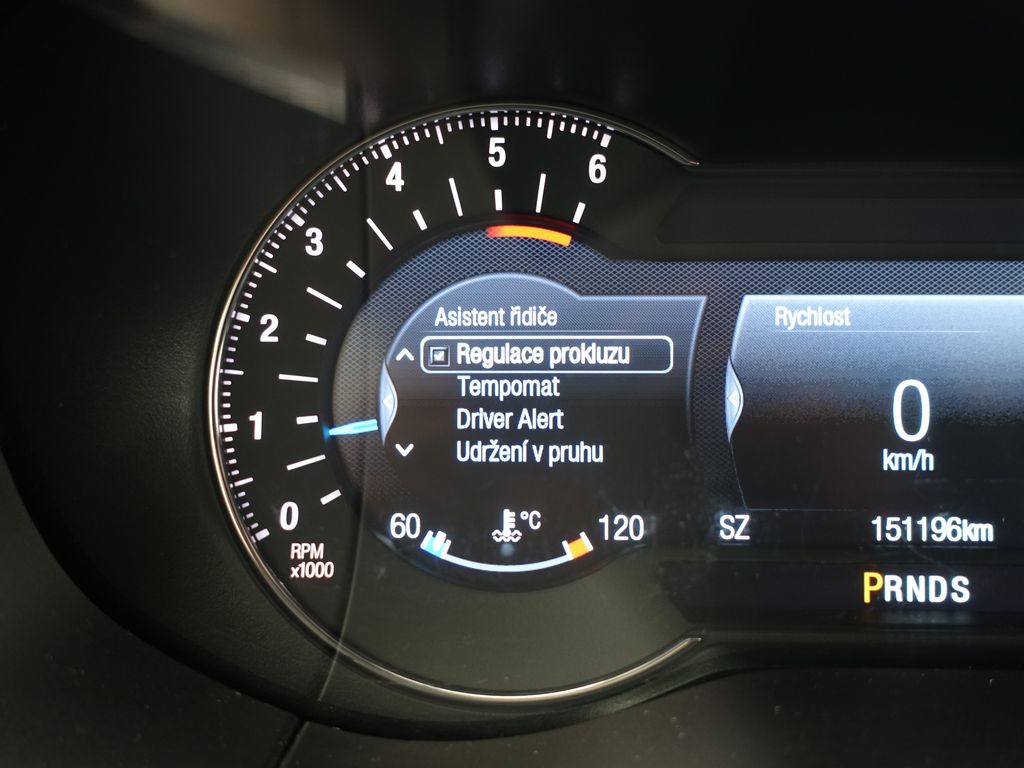 6
5
4
3
2
1
0
RPM
x1000
Asistent řidiče
Regulace prokluzu
Tempomat
Driver Alert
Udržení v pruhu
60 °C 120
Rychlost
0
km/h
SZ 151196km
PRNDS